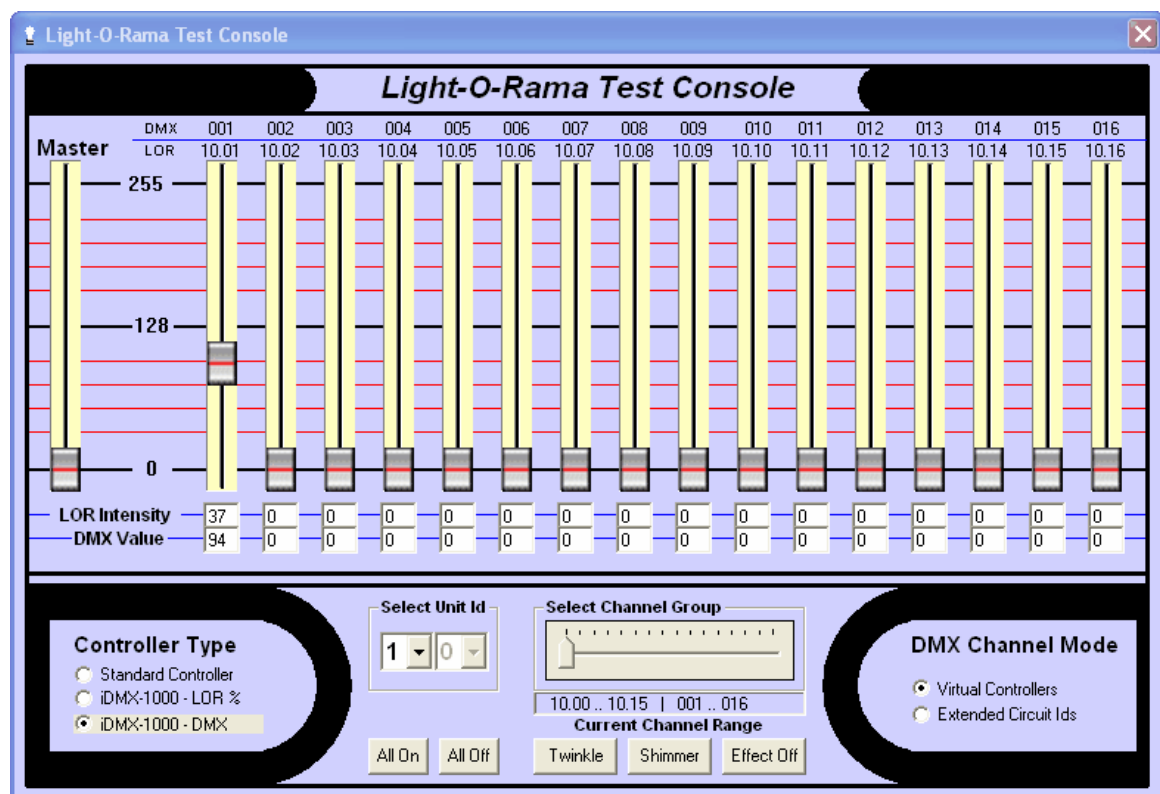 Light-O-Rama Test Console
Light-O-Rama Test Console
DMX 001 002 003 004 005 006 007 008 009 010 011 012 013 014 015 016
Master LOR 10.01 10.02 10.03 10.04 10.05 10.06 10.07 10.08 10.09 10.10 10.11 10.12 10.13 10.14 10.15 10.16
255
128
0
LOR Intensity 37 0 0 0 0 0 0 0 0 0 0 0 0 0 0 0
DMX Value 94 0 0 0 0 0 0 0 0 0 0 0 0 0 0 0
Controller Type
Standard Controller
iDMX-1000 - LOR %
iDMX-1000 - DMX
Select Unit Id
1 0
All On All Off
Select Channel Group
10.00 .. 10.15 | 001 .. 016
Current Channel Range
Twinkle Shimmer Effect Off
DMX Channel Mode
Virtual Controllers
Extended Circuit Ids